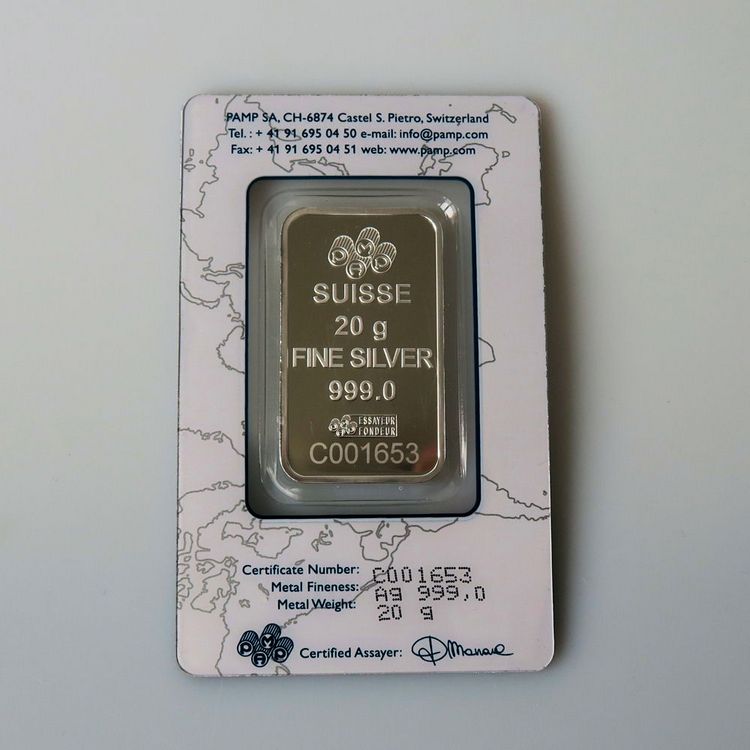 PAMP SA, CH-6874 Castel S. Pietro, Switzerland
Tel. : + 41 91 695 04 50 e-mail: info@pamp.com
Fax: + 41 91 695 04 51 web: www.pamp.com
PAMP
SUISSE
20 g
FINE SILVER
999.0
ESSAYEUR
FONDEUR
C001653
Certificate Number: C001653
Metal Fineness: Ag 999,0
Metal Weight: 20 g
PAMP
Certified Assayer: